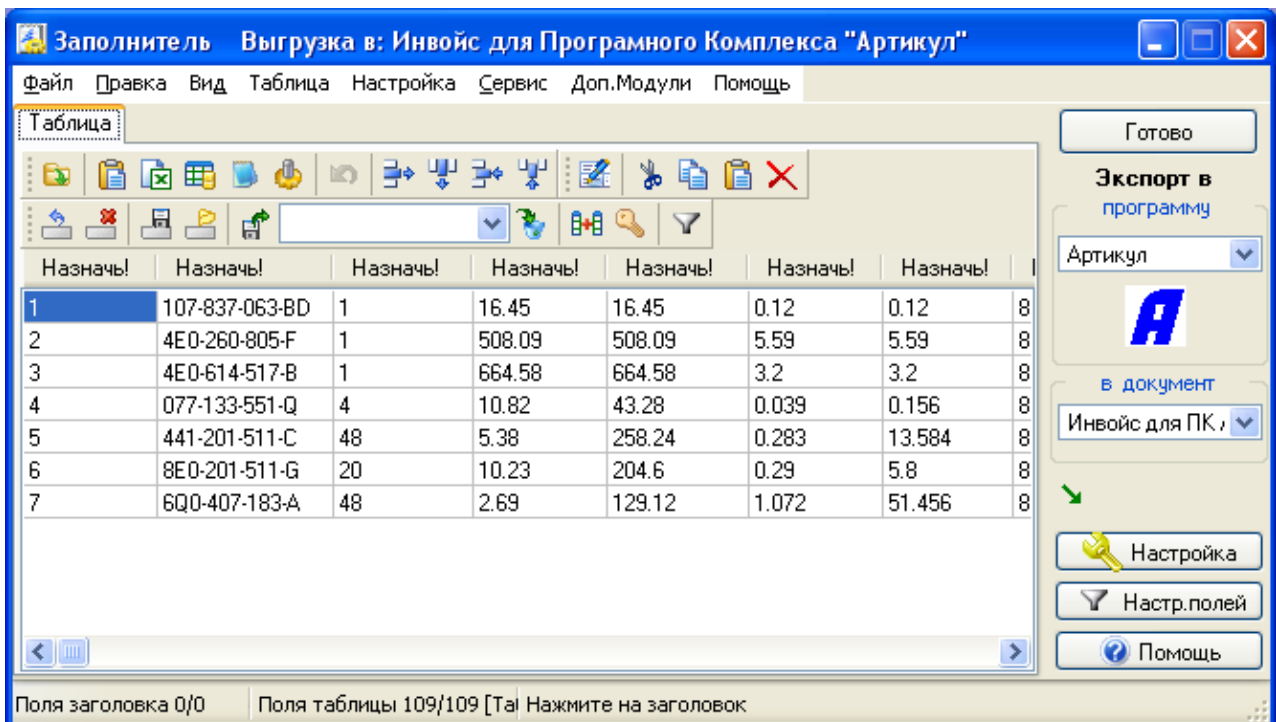 Заполнитель Выгрузка в: Инвойс для Програмного Комплекса "Артикул"
Файл Правка Вид Таблица Настройка Сервис Доп.Модули Помощь
Таблица
Готово
Экспорт в
программу
Артикул
А
в документ
Инвойс для ПК
Настройка
Настр.полей
Помощь
Назначь! Назначь! Назначь! Назначь! Назначь! Назначь! Назначь!
1 107-837-063-BD 1 16.45 16.45 0.12 0.12 8
2 4E0-260-805-F 1 508.09 508.09 5.59 5.59 8
3 4E0-614-517-B 1 664.58 664.58 3.2 3.2 8
4 077-133-551-Q 4 10.82 43.28 0.039 0.156 8
5 441-201-511-C 48 5.38 258.24 0.283 13.584 8
6 8E0-201-511-G 20 10.23 204.6 0.29 5.8 8
7 6Q0-407-183-A 48 2.69 129.12 1.072 51.456 8
Поля заголовка 0/0 Поля таблицы 109/109 [Та Нажмите на заголовок